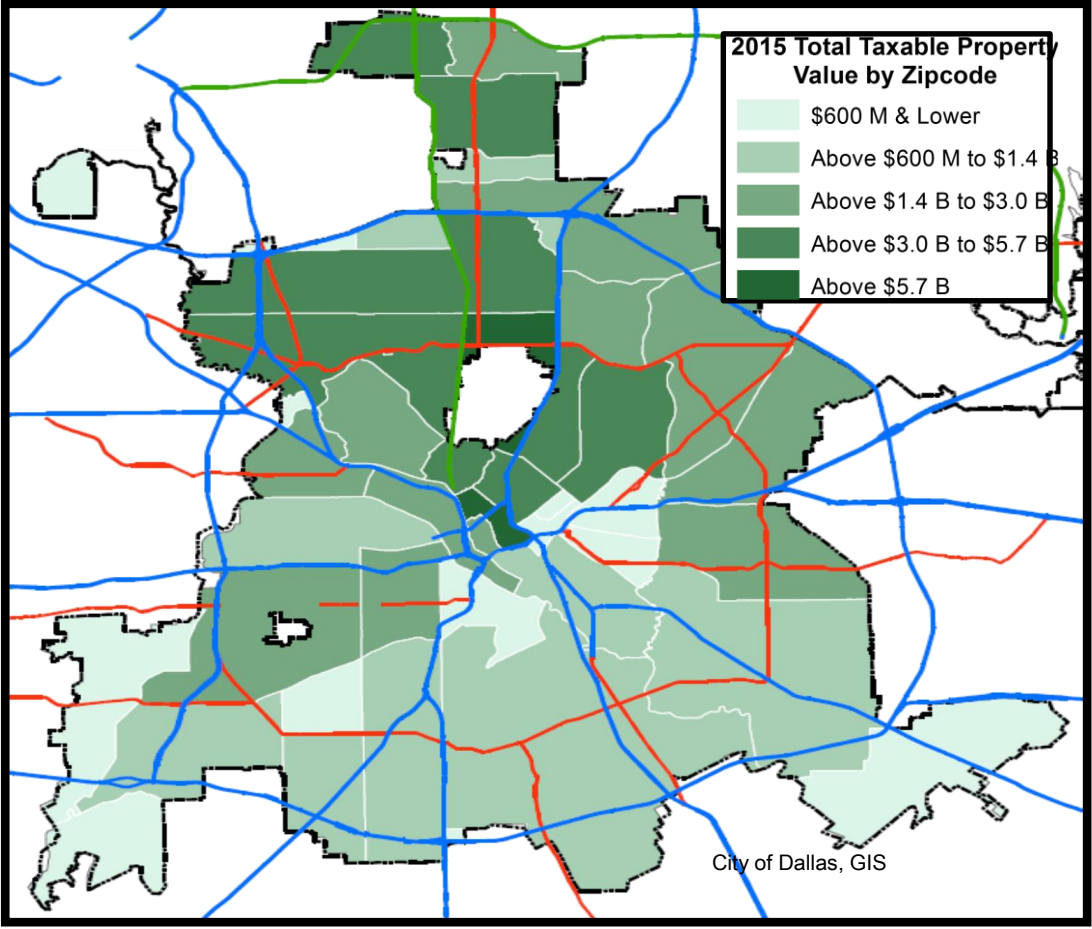 2015 Total Taxable Property
Value by Zipcode
$600 M & Lower
Above $600 M to $1.4 B
Above $1.4 B to $3.0 B
Above $3.0 B to $5.7 B
Above $5.7 B
City of Dallas, GIS